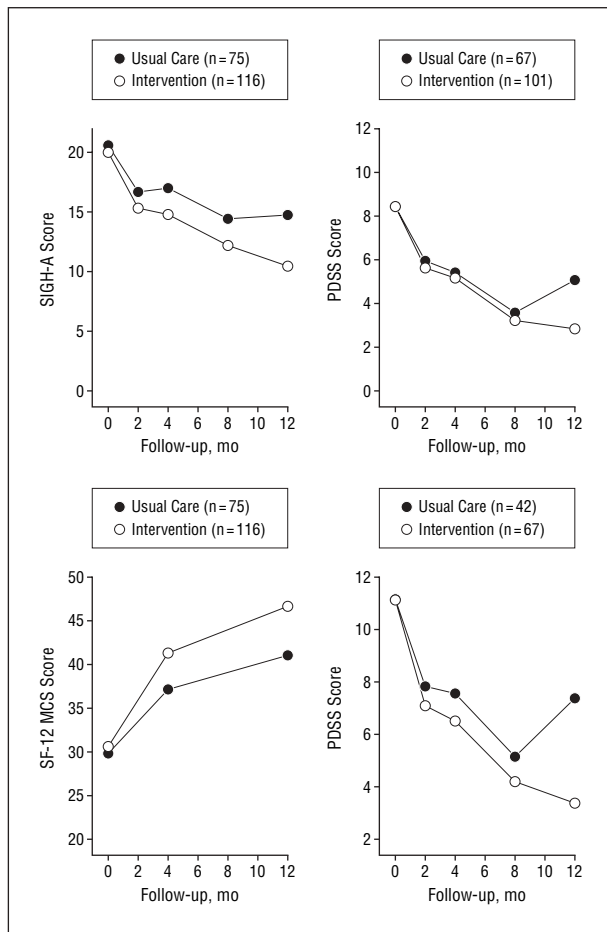 Usual Care (n=75)
Intervention (n=116)
SIGH-A Score
20
15
10
5
0
0 2 4 6 8 10 12
Follow-up, mo
Usual Care (n=67)
Intervention (n=101)
PDSS Score
12
10
8
6
4
2
0
0 2 4 6 8 10 12
Follow-up, mo
Usual Care (n=75)
Intervention (n=116)
SF-12 MCS Score
50
45
40
35
30
25
20
0 2 4 6 8 10 12
Follow-up, mo
Usual Care (n=42)
Intervention (n=67)
PDSS Score
12
10
8
6
4
2
0 2 4 6 8 10 12
Follow-up, mo